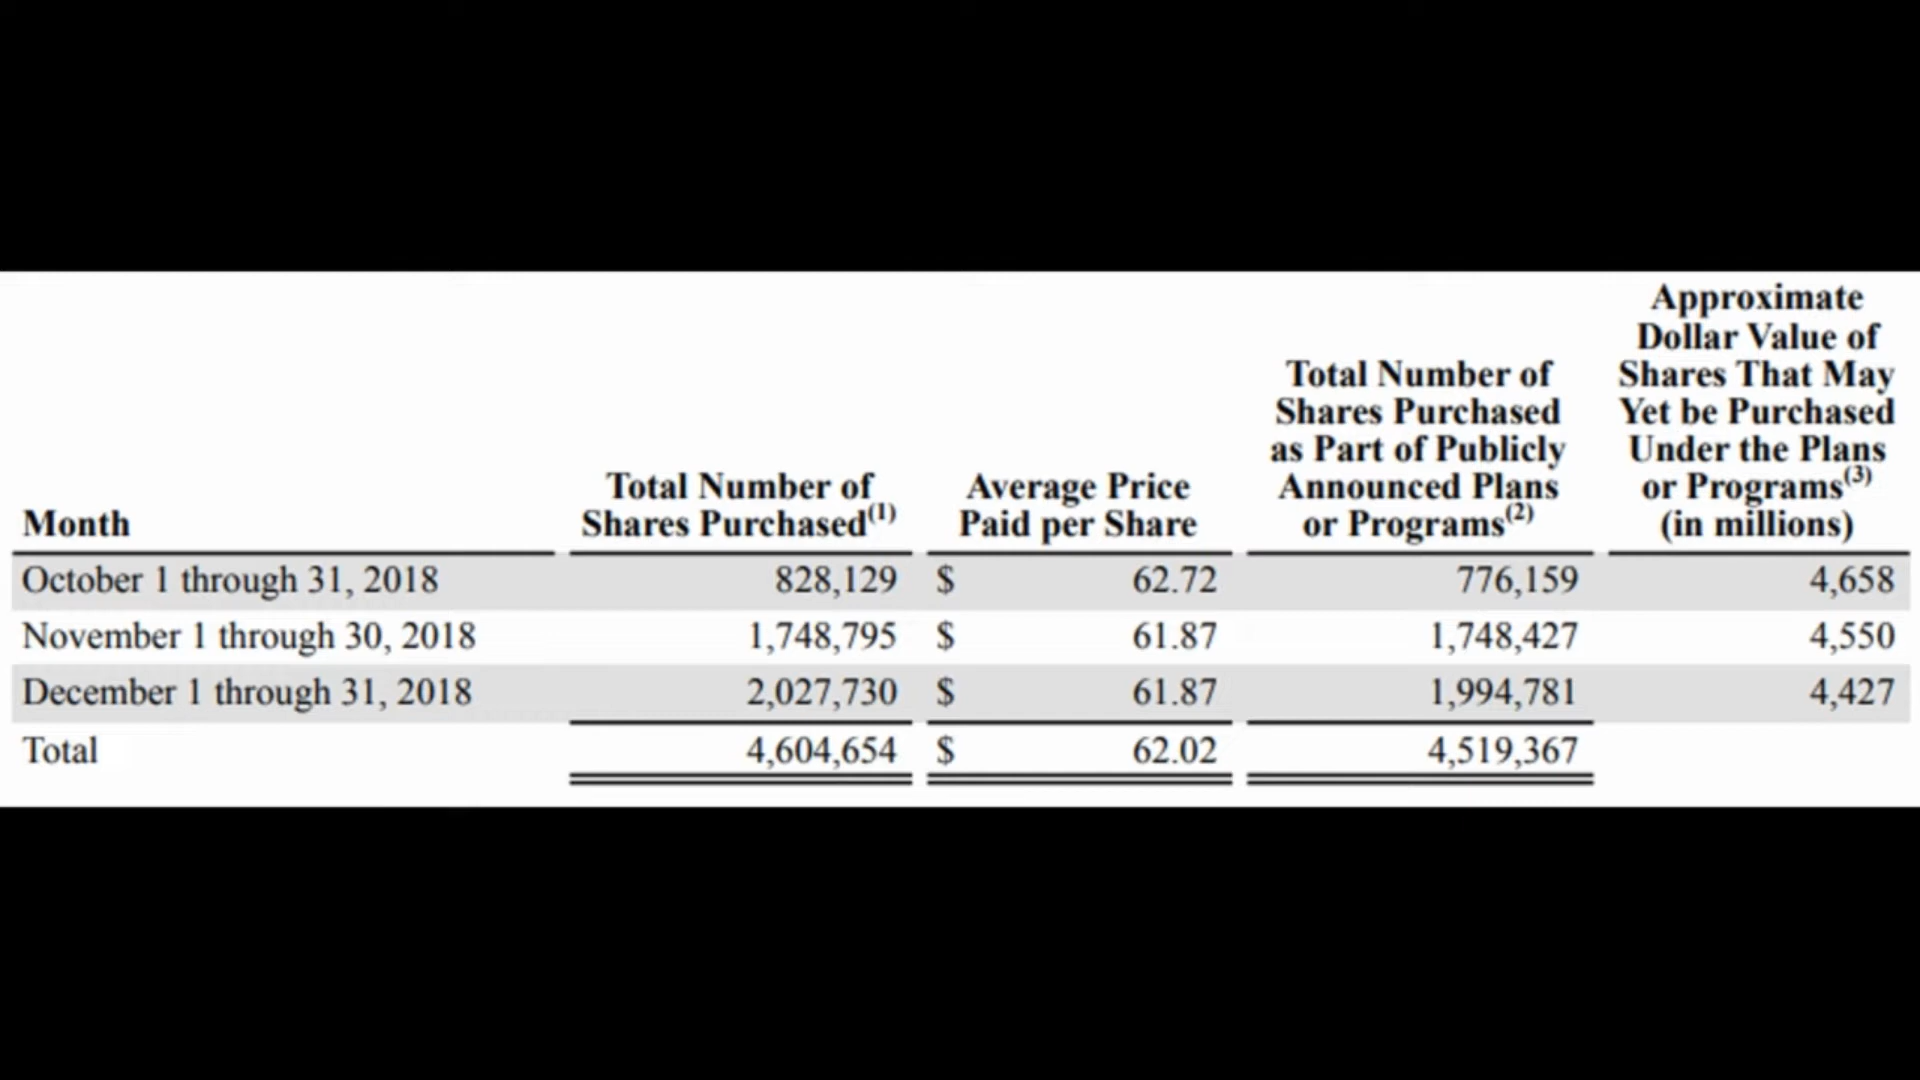 Month
Total Number of
Shares Purchased(1)
Average Price
Paid per Share
Total Number of
Shares Purchased
as Part of Publicly
Announced Plans
or Programs(2)
Approximate
Dollar Value of
Shares That May
Yet be Purchased
Under the Plans
or Programs(3)
(in millions)
October 1 through 31, 2018 828,129 $ 62.72 776,159 4,658
November 1 through 30, 2018 1,748,795 $ 61.87 1,748,427 4,550
December 1 through 31, 2018 2,027,730 $ 61.87 1,994,781 4,427
Total 4,604,654 $ 62.02 4,519,367